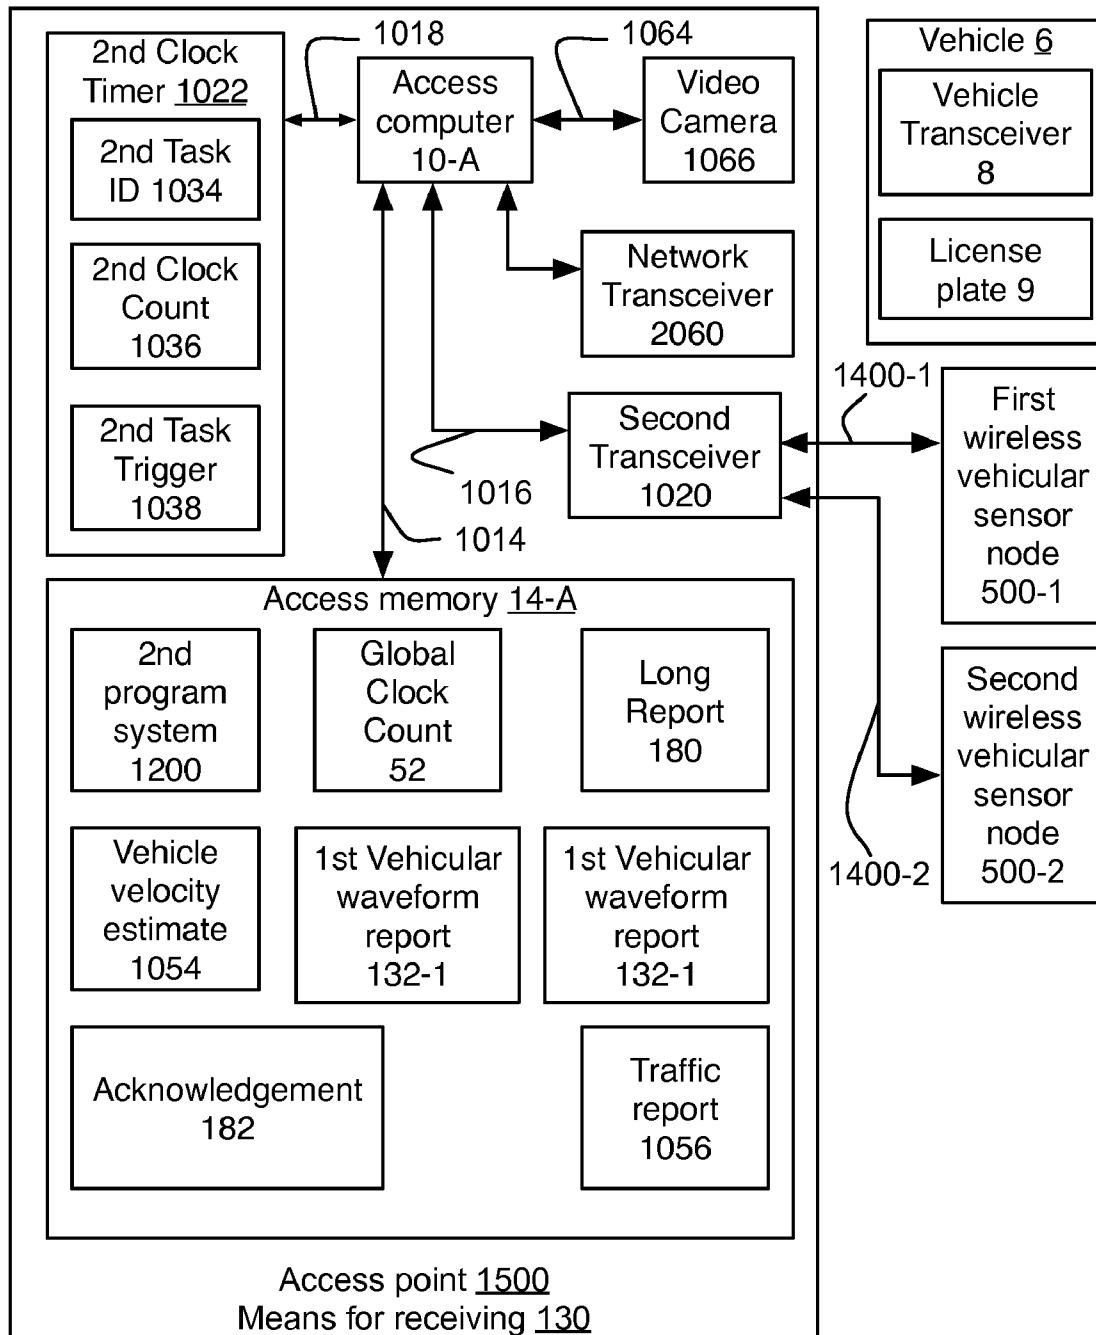 2nd Clock
Timer 1022
2nd Task
ID 1034
2nd Clock
Count
1036
2nd Task
Trigger
1038
1018
Access
computer
10-A
1064
Video
Camera
1066
Network
Transceiver
2060
Second
Transceiver
1020
1016
1014
Vehicle 6
Vehicle
Transceiver
8
License
plate 9
1400-1
First
wireless
vehicular
sensor
node
500-1
Second
wireless
vehicular
sensor
node
500-2
1400-2
Access memory 14-A
2nd
program
system
1200
Global
Clock
Count
52
Long
Report
180
Vehicle
velocity
estimate
1054
1st Vehicular
waveform
report
132-1
1st Vehicular
waveform
report
132-1
Acknowledgement
182
Traffic
report
1056
Access point 1500
Means for receiving 130